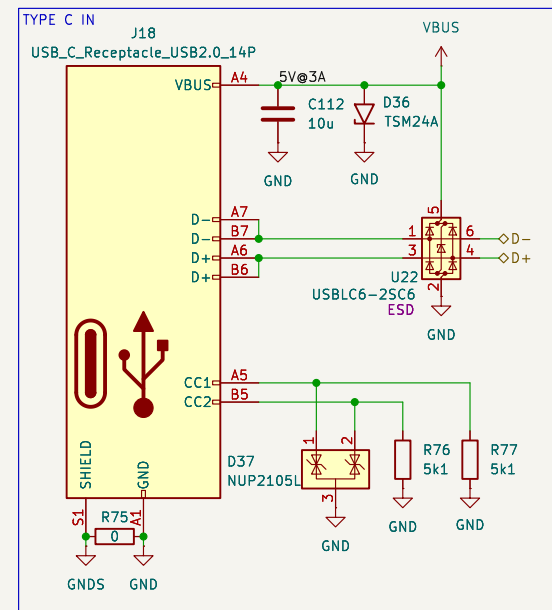 TYPE C IN
J18
USB_C_Receptacle_USB2.0_14P
VBUS
VBUS
A4
5V@3A
C112
10u
D36
TSM24A
GND
GND
D-
A7
D-
B7
D+
A6
D+
B6
5
1
6
D-
3
4
D+
2
U22
USBLC6-2SC6
ESD
GND
CC1
A5
CC2
B5
1
2
D37
NUP2105L
3
R76
5k1
R77
5k1
GND
GND
GND
SHIELD
GND
S1
R75
0
A1
GNDS
GND